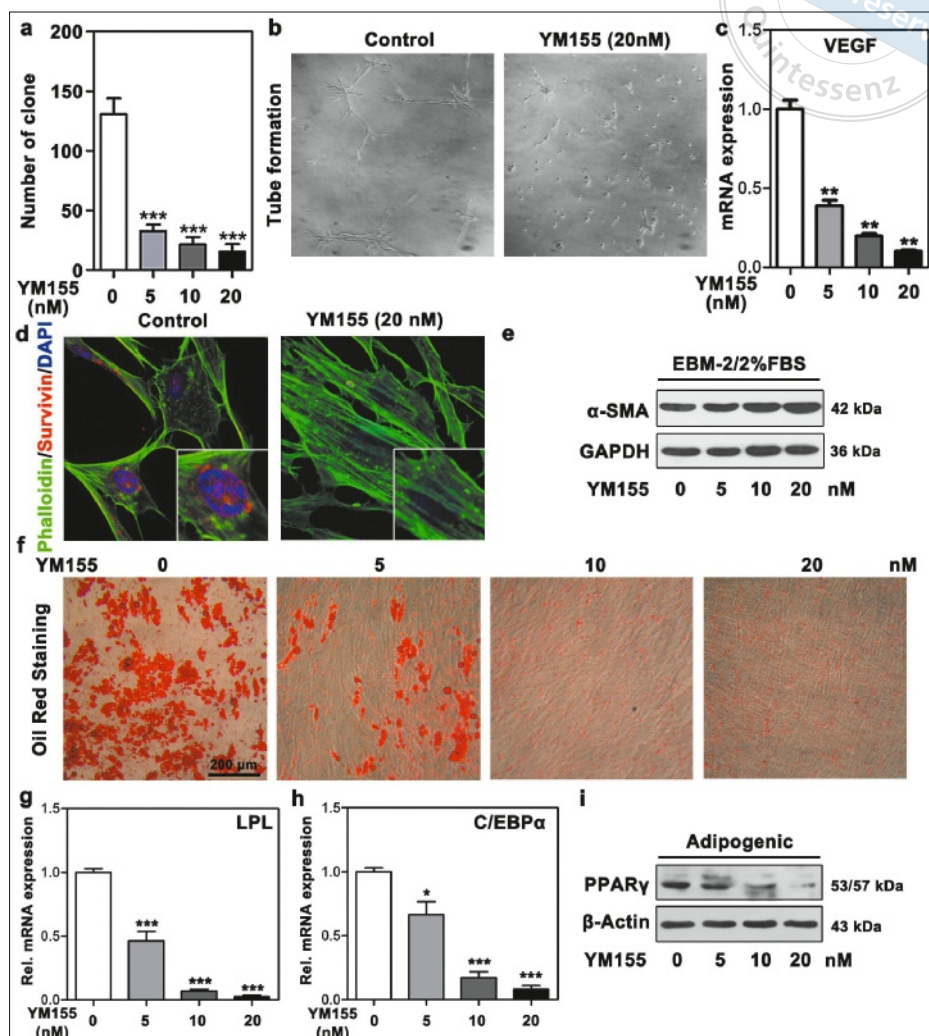 a
Number of clone
150
100
50
0
*** *** ***
YM155
(nM)
0 5 10 20
b
Control YM155 (20nM)
Tube formation
c
VEGF
mRNA expression
1.5
1.0
0.5
0.0
** ** **
YM155
(nM)
0 5 10 20
Quintessenz
d
Control YM155 (20 nM)
Phalloidin/Survivin/DAPI
e
EBM-2/2%FBS
α-SMA 42 kDa
GAPDH 36 kDa
YM155 0 5 10 20 nM
f
YM155 0 5 10 20 nM
Oil Red Staining
200 μm
g
LPL
Rel. mRNA expression
1.5
1.0
0.5
0.0
*** *** ***
YM155
(nM)
0 5 10 20
h
C/EBPα
Rel. mRNA expression
1.5
1.0
0.5
0.0
* *** ***
YM155
(nM)
0 5 10 20
i
Adipogenic
PPARγ 53/57 kDa
β-Actin 43 kDa
YM155 0 5 10 20 nM